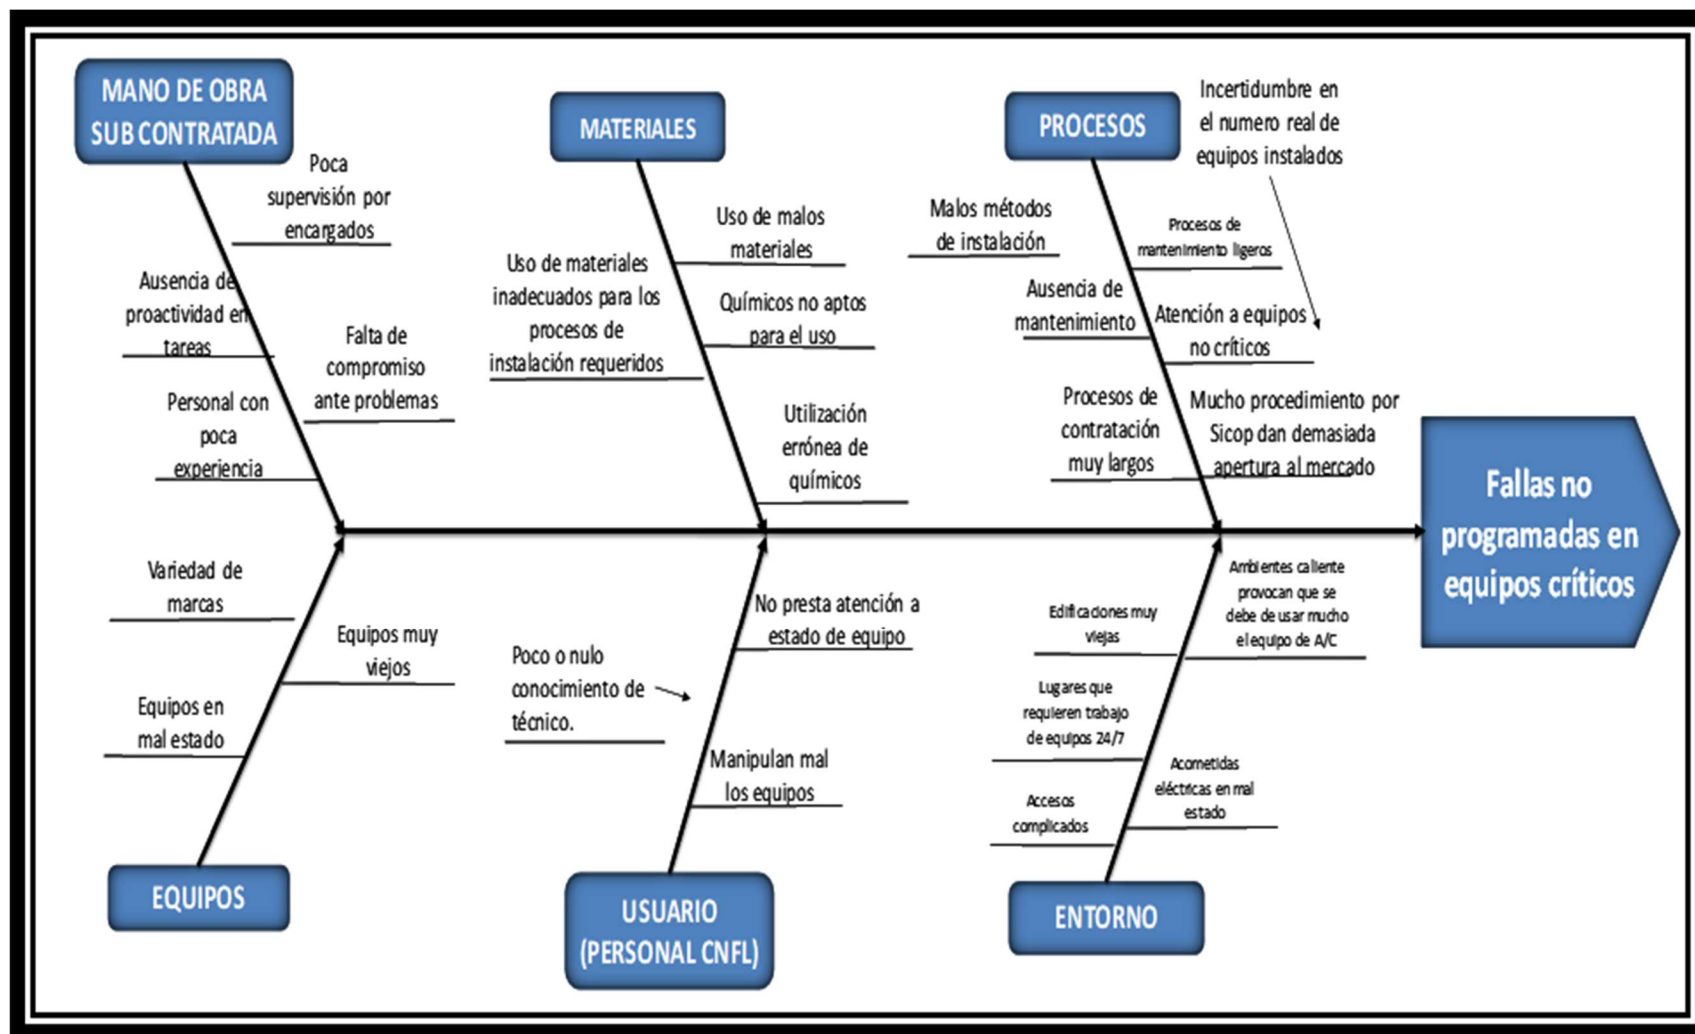 MANO DE OBRA
SUB CONTRATADA
Poca
supervisión por
encargados
Ausencia de
proactividad en
tareas
Falta de
compromiso
ante problemas
Personal con
poca
experiencia
MATERIALES
Uso de malos
materiales
Uso de materiales
inadecuados para los
procesos de
instalación requeridos
Químicos no aptos
para el uso
Utilización
errónea de
químicos
PROCESOS
Incertidumbre en
el numero real de
equipos instalados
Malos métodos
de instalación
Procesos de
mantenimiento ligeros
Ausencia de
mantenimiento
Atención a equipos
no críticos
Procesos de
contratación
muy largos
Mucho procedimiento por
Sicop dan demasiada
apertura al mercado
Fallas no
programadas en
equipos críticos
Variedad de
marcas
Equipos muy
viejos
Equipos en
mal estado
EQUIPOS
No presta atención a
estado de equipo
Poco o nulo
conocimiento de
técnico.
Manipulan mal
los equipos
USUARIO
(PERSONAL CNFL)
Ambientes caliente
provocan que se
debe de usar mucho
el equipo de A/C
Edificaciones muy
viejas
Lugares que
requieren trabajo
de equipos 24/7
Acometidas
eléctricas en mal
estado
Accesos
complicados
ENTORNO